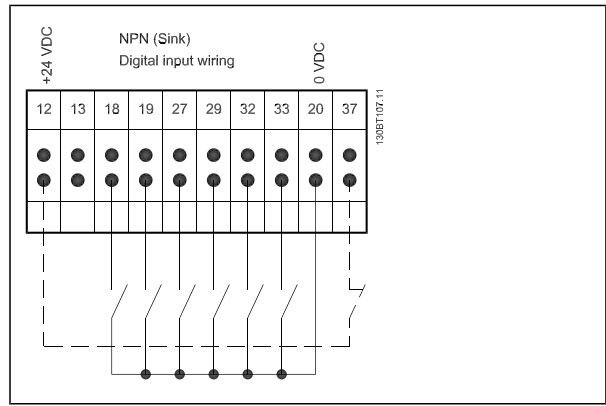 NPN (Sink)
Digital input wiring
+24 VDC
0 VDC
12 13 18 19 27 29 32 33 20 37
130BT107.11